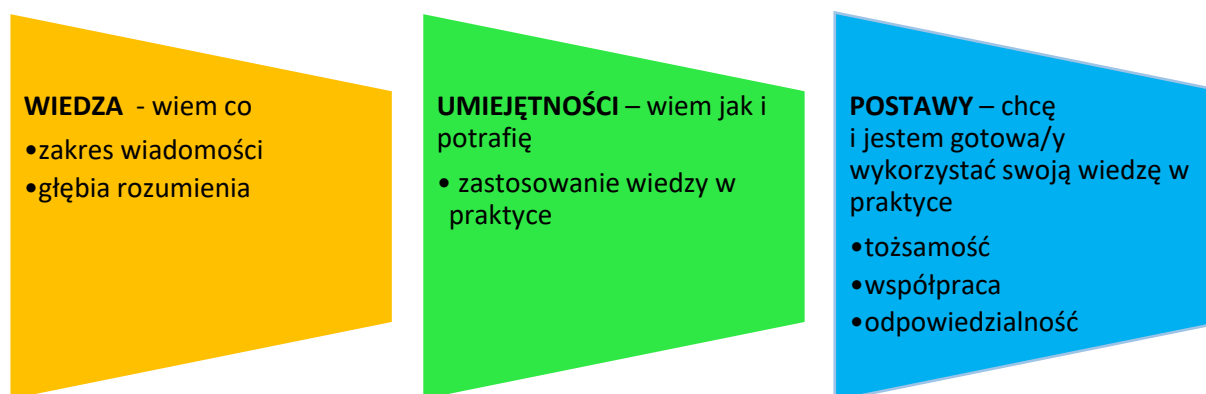 WIEDZA - wiem co
•zakres wiadomości
•głębia rozumienia
UMIEJĘTNOŚCI – wiem jak i
potrafię
• zastosowanie wiedzy w
praktyce
POSTAWY – chcę
i jestem gotowa/y
wykorzystać swoją wiedzę w
praktyce
•tożsamość
•współpraca
•odpowiedzialność